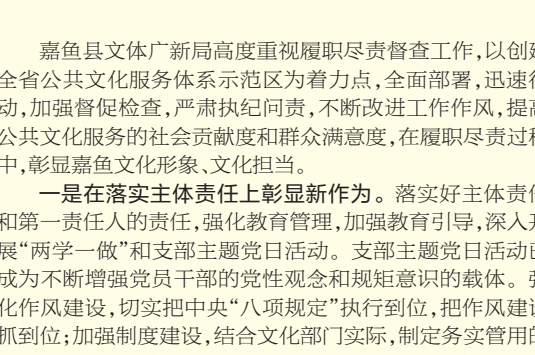 嘉鱼县文体广新局高度重视履职尽责督查工作,以创建
全省公共文化服务体系示范区为着力点,全面部署,迅速行
动,加强督促检查,严肃执纪问责,不断改进工作作风,提高
公共文化服务的社会贡献度和群众满意度,在履职尽责过程
中,彰显嘉鱼文化形象、文化担当。
一是在落实主体责任上彰显新作为。落实好主体责任
和第一责任人的责任,强化教育管理,加强教育引导,深入开
展“两学一做”和支部主题党日活动。支部主题党日活动已
成为不断增强党员干部的党性观念和规矩意识的载体。强
化作风建设,切实把中央“八项规定”执行到位,把作风建设
抓到位;加强制度建设,结合文化部门实际,制定务实管用的